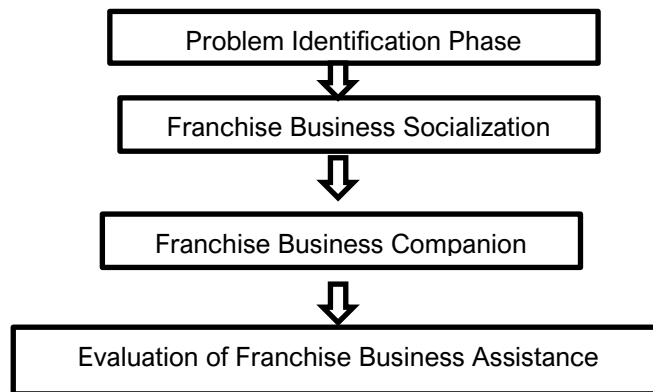 Problem Identification Phase
Franchise Business Socialization
Franchise Business Companion
Evaluation of Franchise Business Assistance